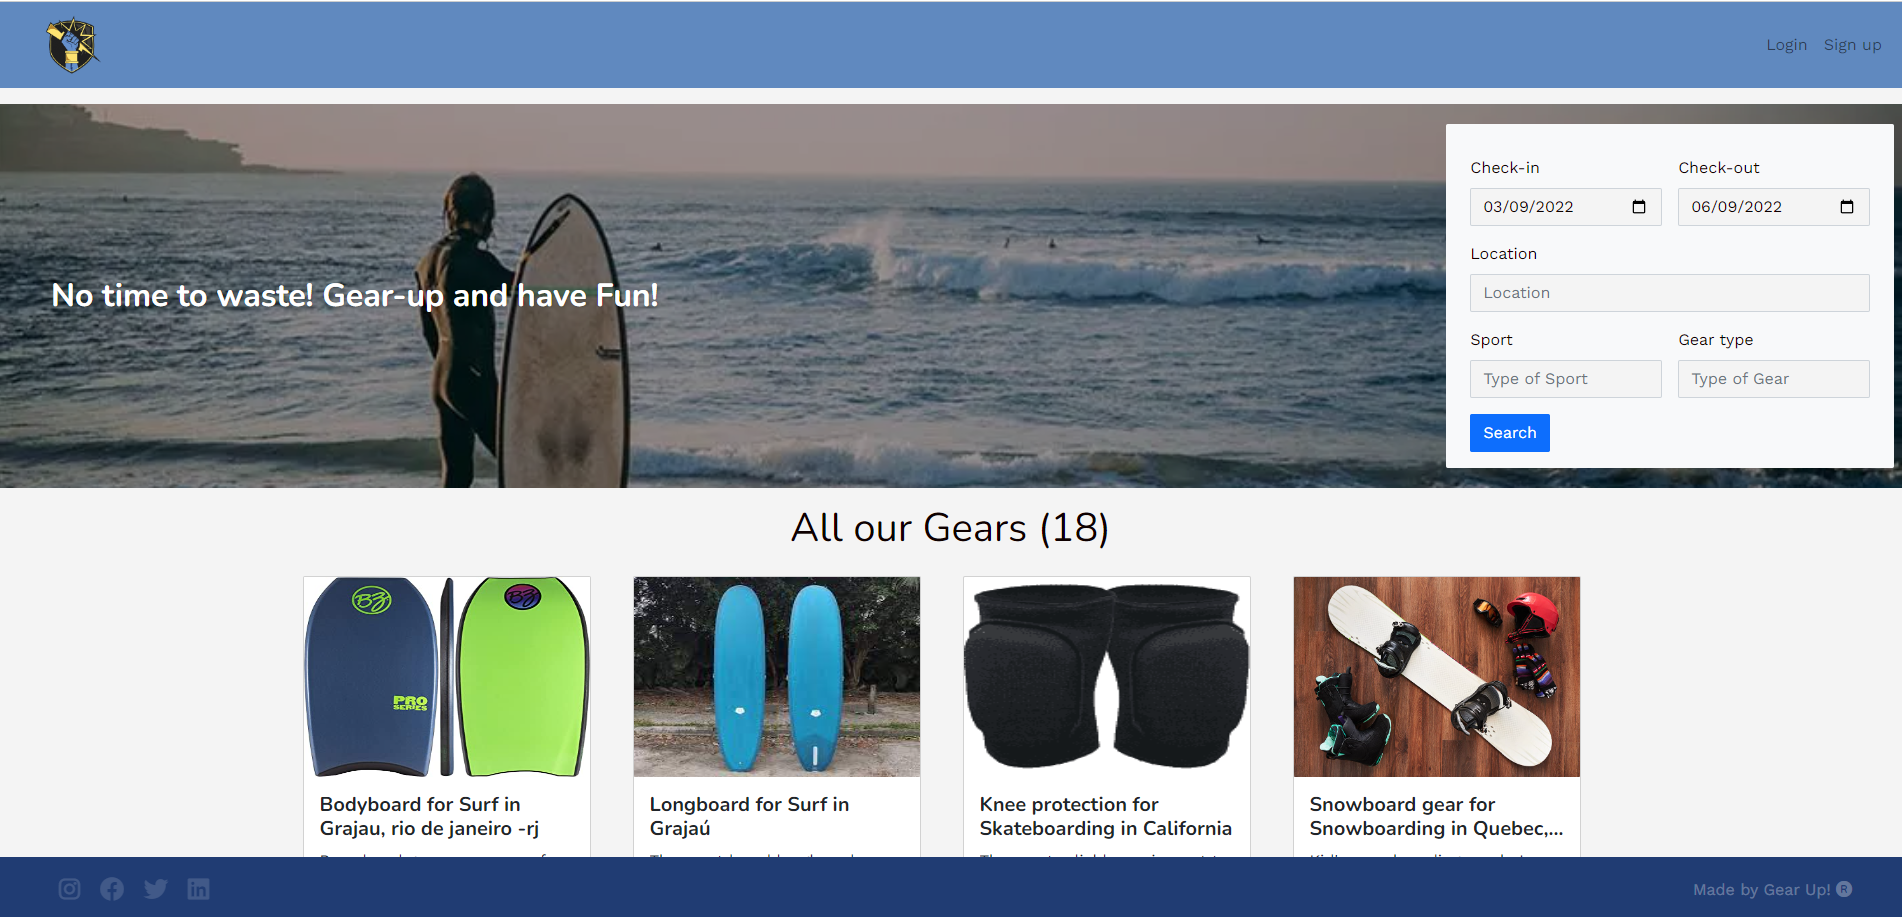 Login Sign up
No time to waste! Gear-up and have Fun!
Check-in Check-out
03/09/2022 06/09/2022
Location
Location
Sport Gear type
Type of Sport Type of Gear
Search
All our Gears (18)
BZ BZ
PRO
SERIES
Bodyboard for Surf in
Grajau, rio de janeiro -rj
Longboard for Surf in
Grajaú
Knee protection for
Skateboarding in California
Snowboard gear for
Snowboarding in Quebec,...
Made by Gear Up! ®